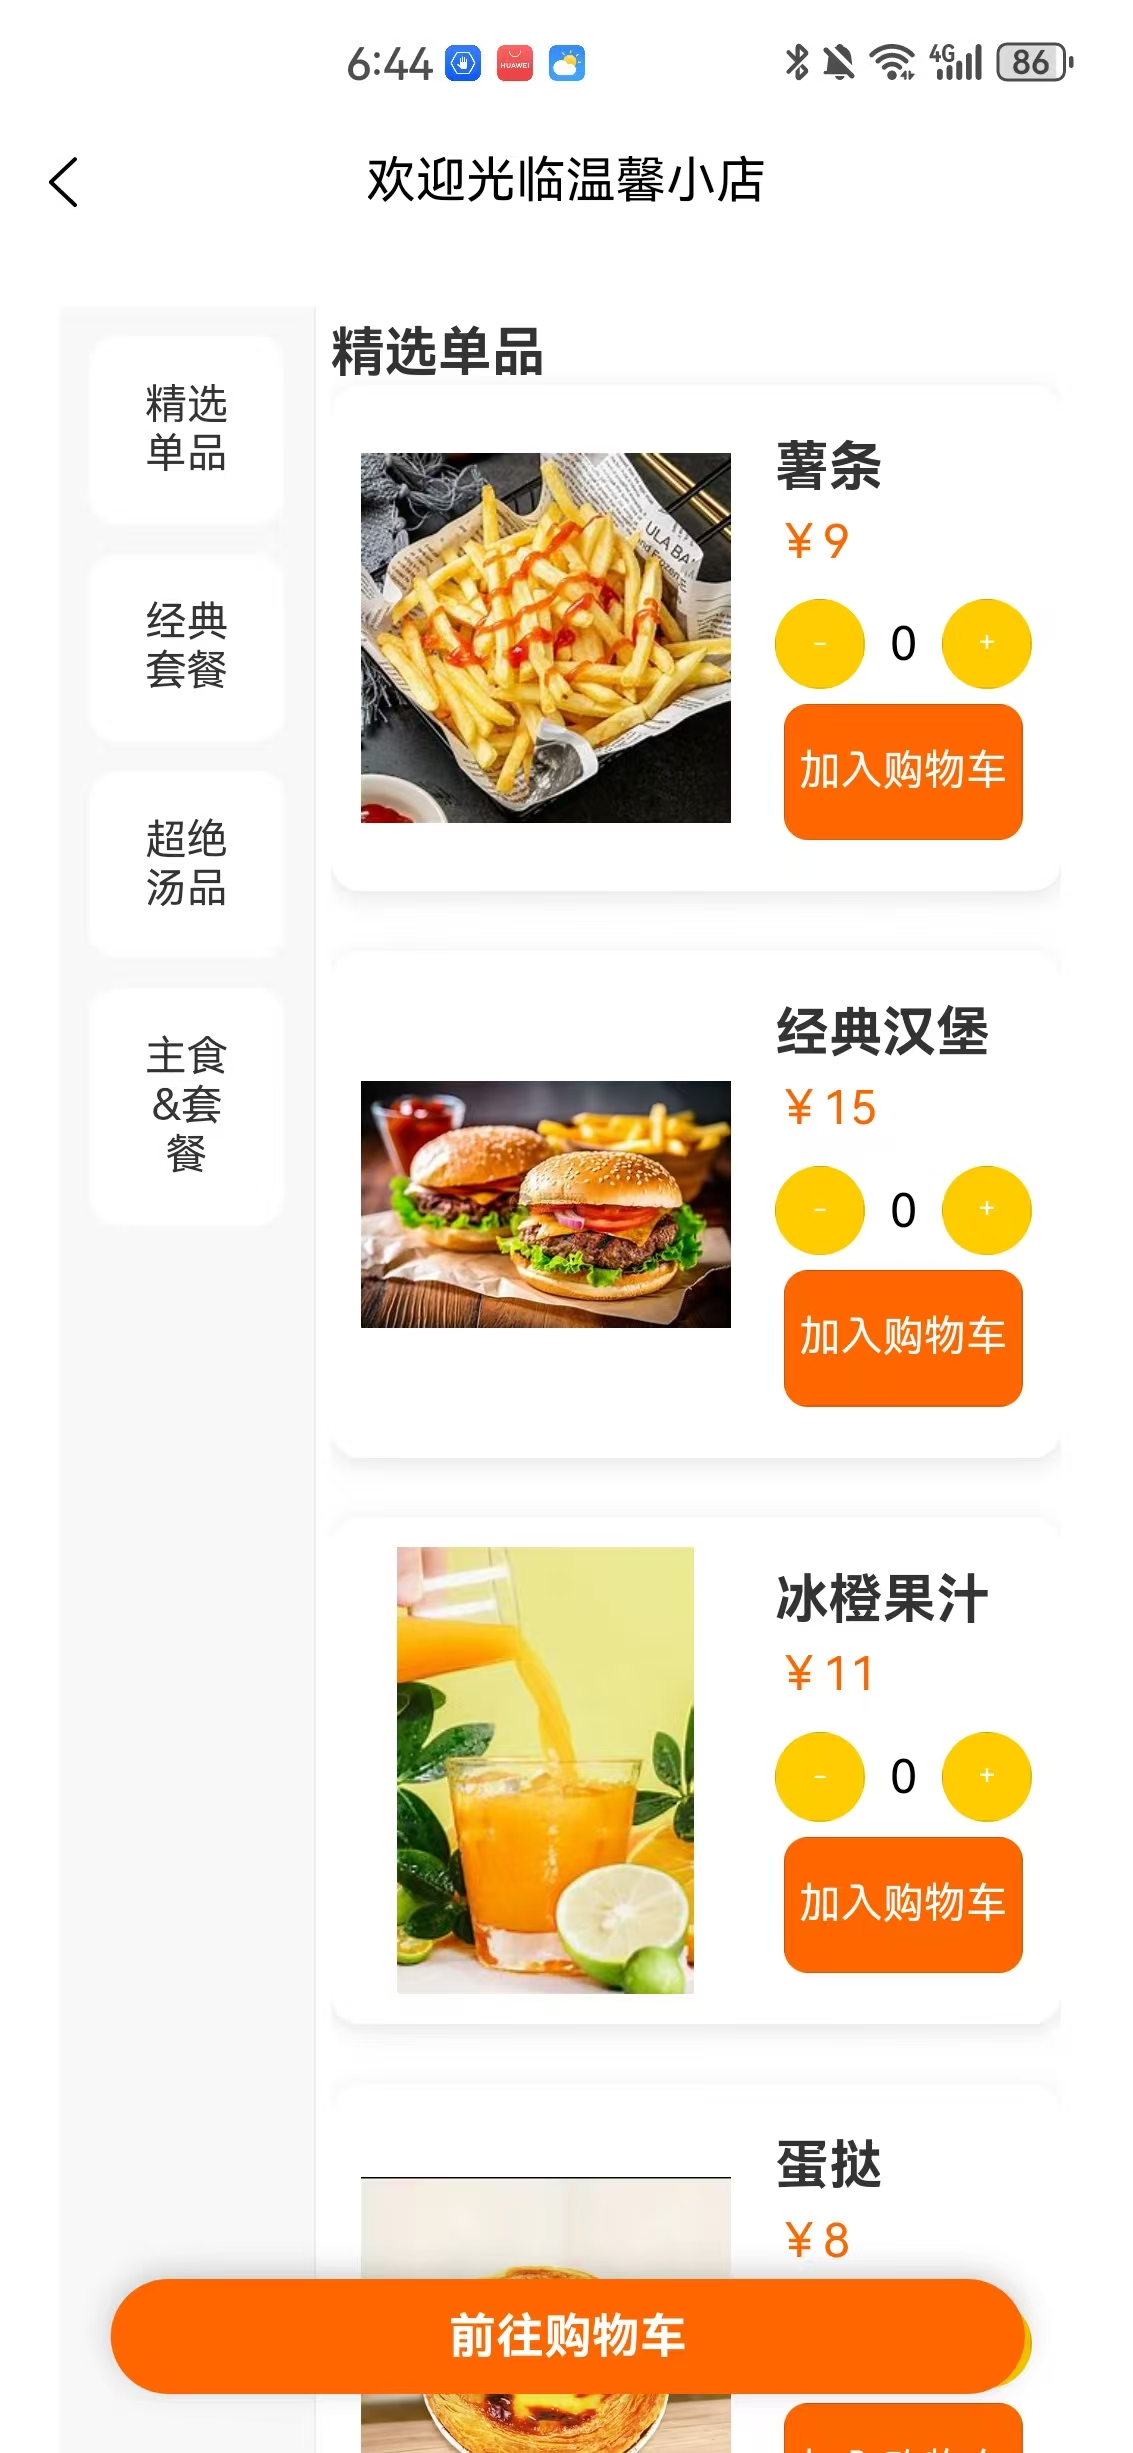 6:44
HUAWEI
4G
86
欢迎光临温馨小店
精选
单品
经典
套餐
超绝
汤品
主食
&套
餐
精选单品
薯条
¥9
-
0
+
加入购物车
经典汉堡
¥15
-
0
+
加入购物车
冰橙果汁
¥11
-
0
+
加入购物车
蛋挞
¥8
前往购物车